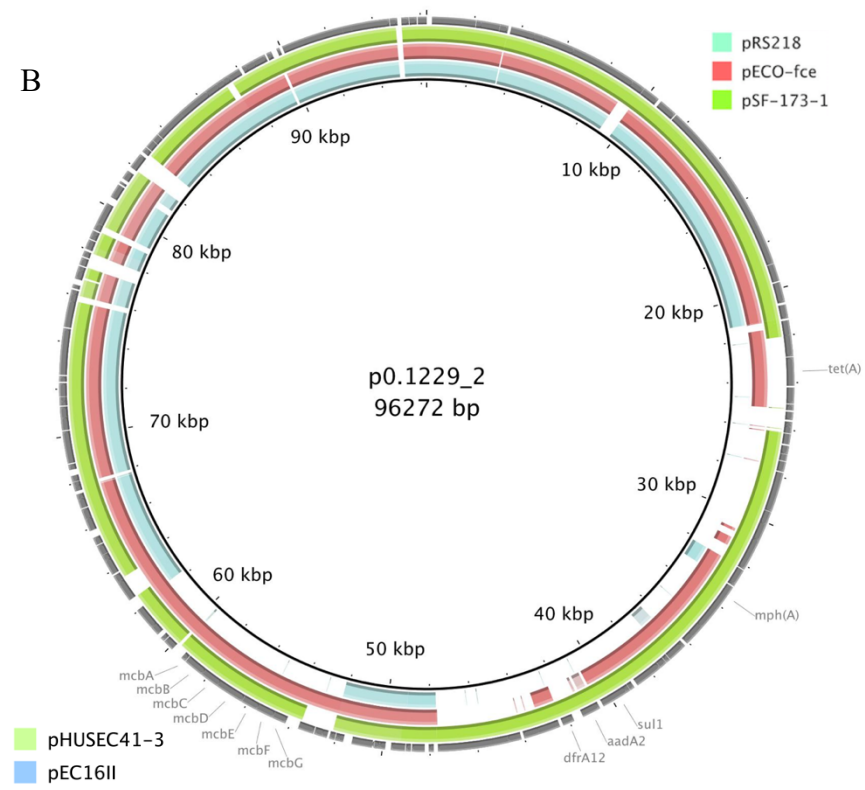 B
pRS218
pECO-fce
pSF-173-1
90 kbp
10 kbp
80 kbp
20 kbp
tet(A)
p0.1229_2
96272 bp
70 kbp
30 kbp
60 kbp
40 kbp
mph(A)
50 kbp
mcbA
mcbB
mcbC
mcbD
mcbE
mcbF
mcbG
sul1
aadA2
dfrA12
pHUSEC41-3
pEC16II